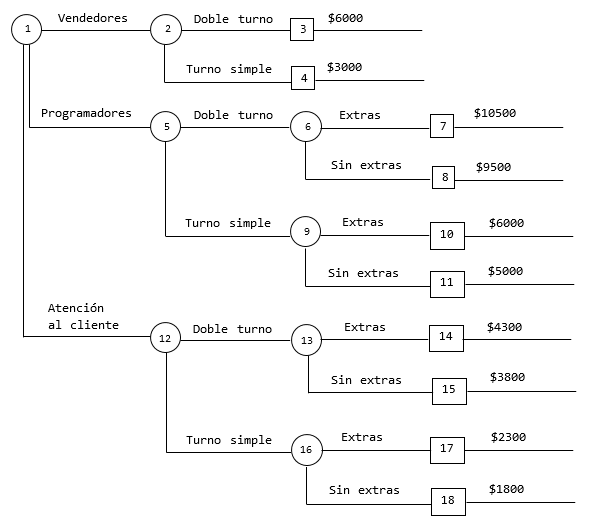 1 Vendedores 2 Doble turno 3 $6000
Turno simple 4 $3000
Programadores 5 Doble turno 6 Extras 7 $10500
Sin extras 8 $9500
Turno simple 9 Extras 10 $6000
Sin extras 11 $5000
Atención
al cliente 12 Doble turno 13 Extras 14 $4300
Sin extras 15 $3800
Turno simple 16 Extras 17 $2300
Sin extras 18 $1800